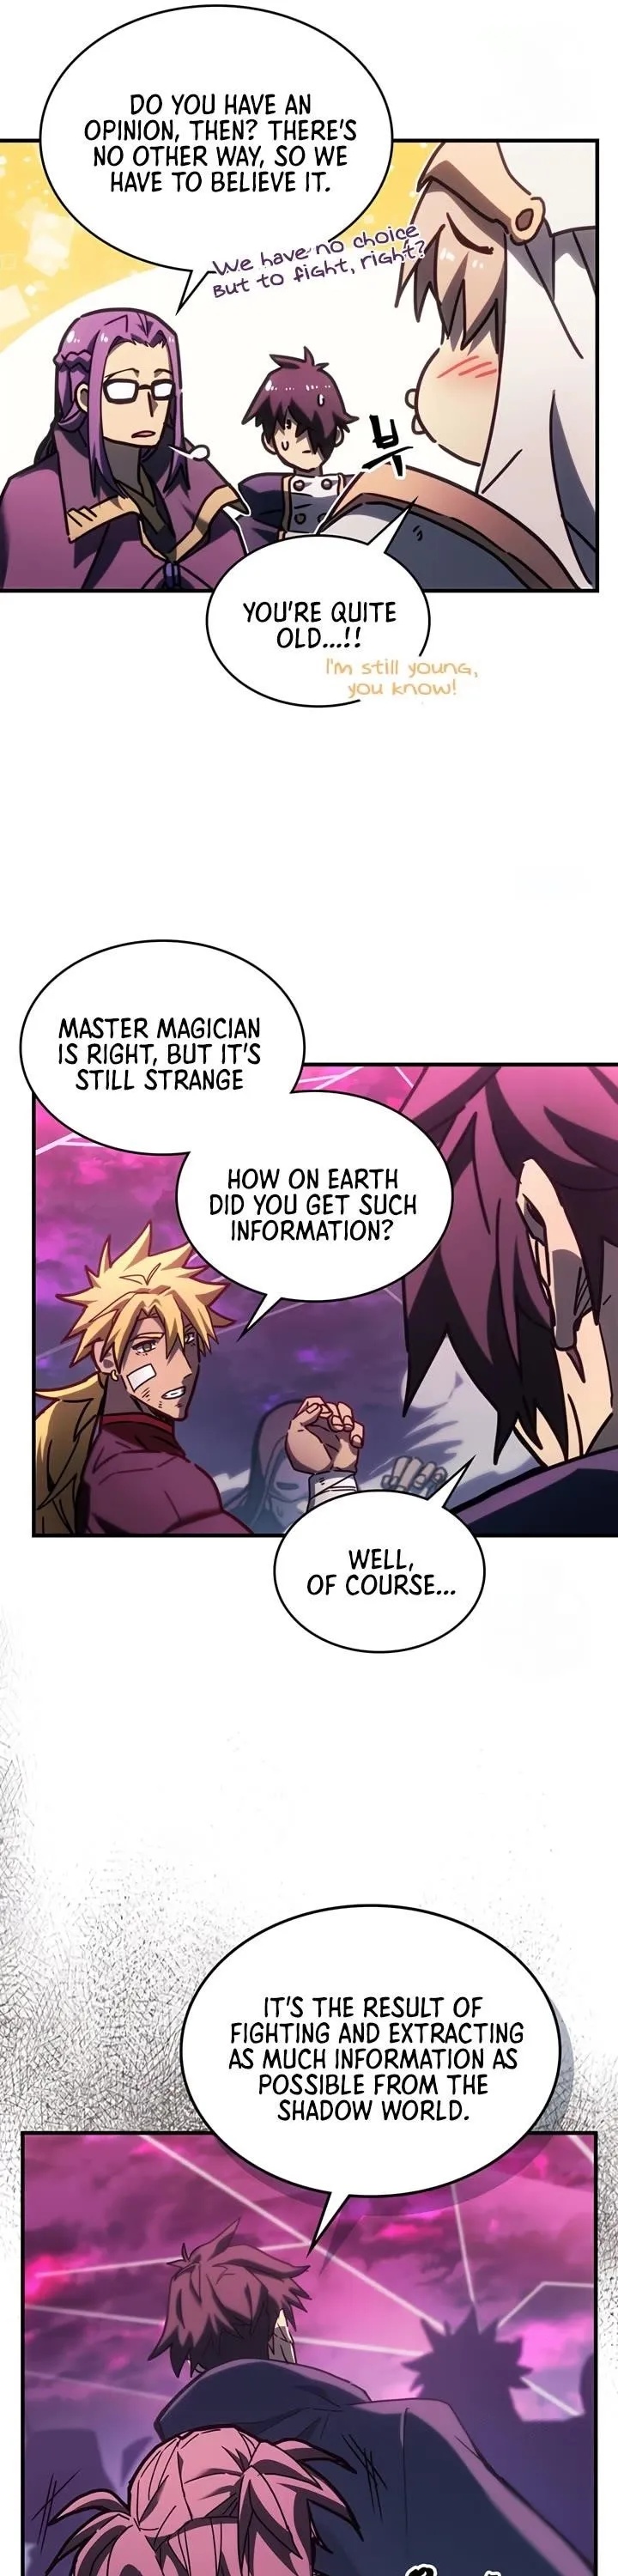 DO YOU HAVE AN
OPINION, THEN? THERE'S
NO OTHER WAY, SO WE
HAVE TO BELIEVE IT.
We have no choice
but to fight, right?
부
YOU'RE QUITE
OLD...!!
I'm still young,
you know!
MASTER MAGICIAN
IS RIGHT, BUT IT'S
STILL STRANGE
HOW ON EARTH
DID YOU GET SUCH
INFORMATION?
WELL,
OF COURSE...
IT'S THE RESULT OF
FIGHTING AND EXTRACTING
AS MUCH INFORMATION AS
POSSIBLE FROM THE
SHADOW WORLD.